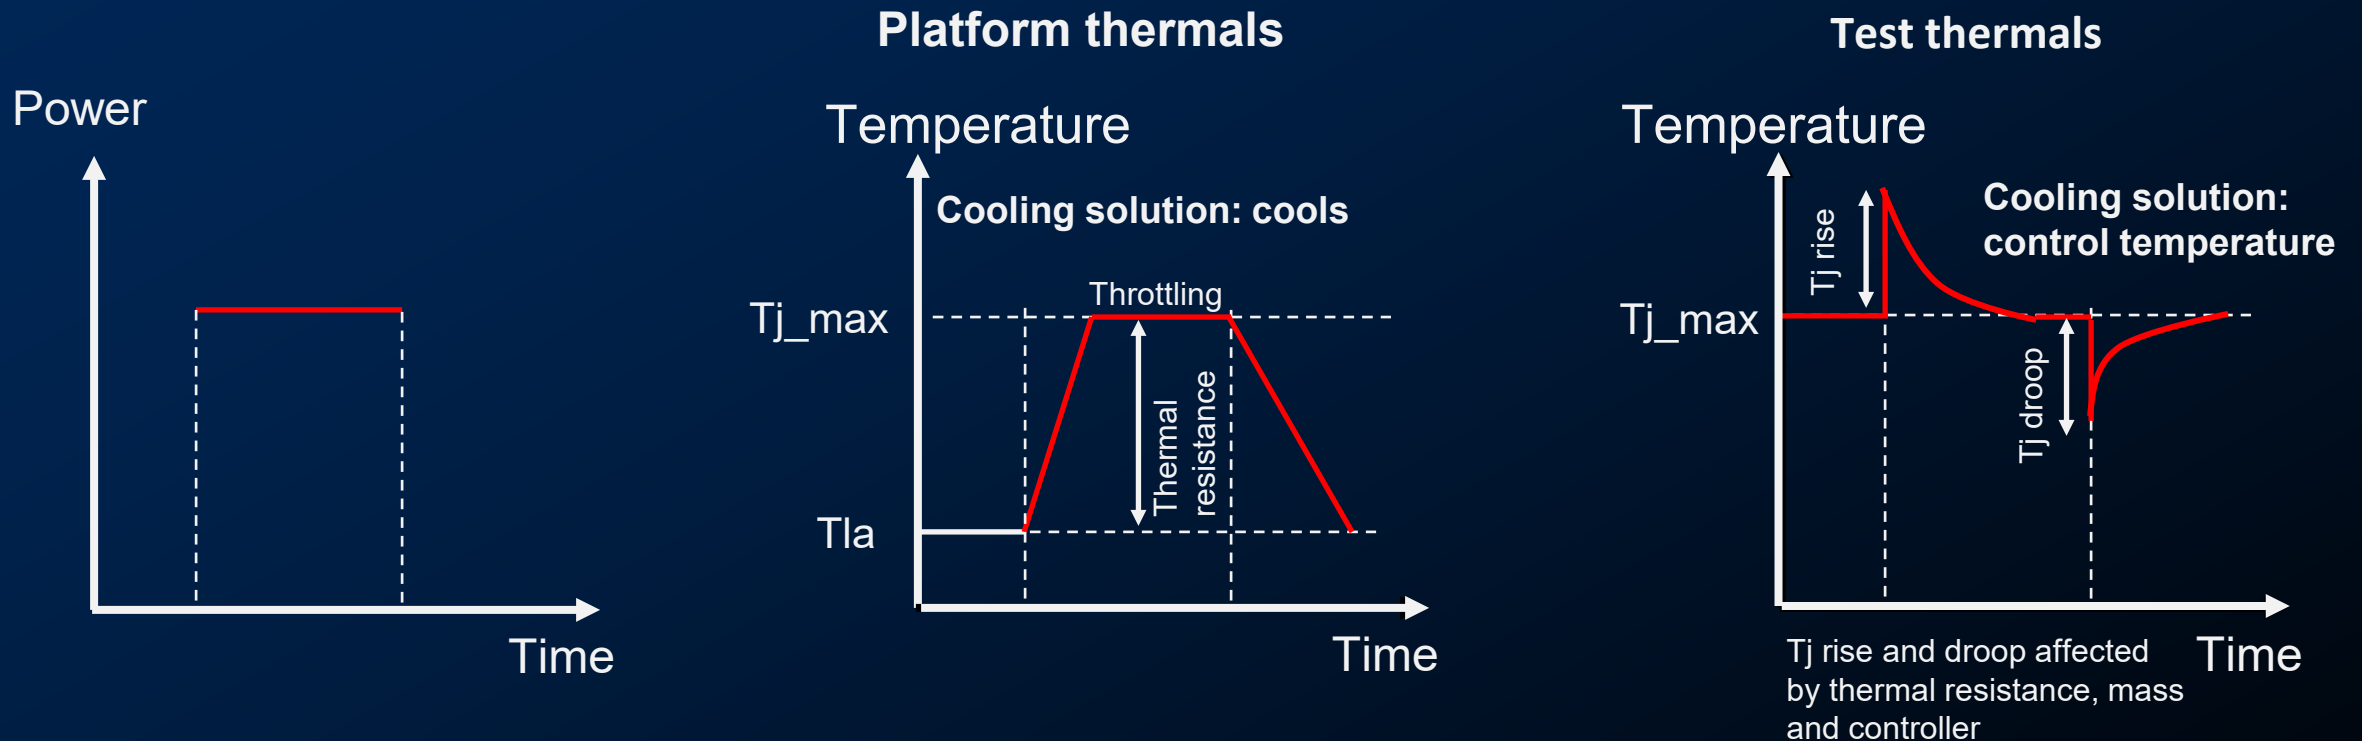 Power
Time
Platform thermals
Temperature
Cooling solution: cools
Throttling
Tj_max
Thermal
resistance
Tla
Time
Test thermals
Temperature
Cooling solution:
control temperature
Tj rise
Tj_max
Tj droop
Time
Tj rise and droop affected
by thermal resistance, mass
and controller